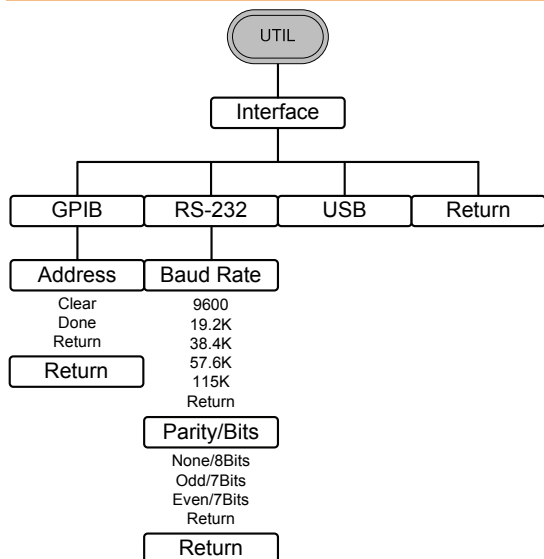 UTIL
Interface
GPIB RS-232 USB Return
Address Baud Rate
Clear 9600
Done 19.2K
Return 38.4K
Return 57.6K
115K
Return
Parity/Bits
None/8Bits
Odd/7Bits
Even/7Bits
Return
Return